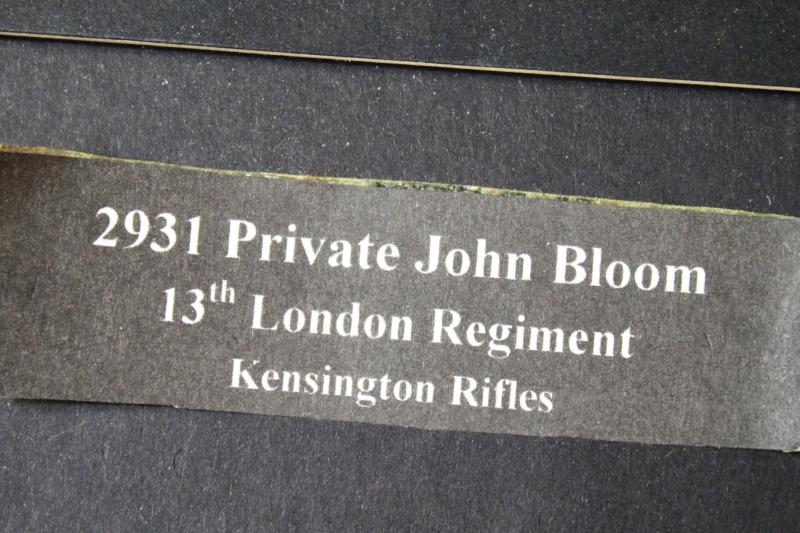 2931 Private John Bloom
13th London Regiment
Kensington Rifles